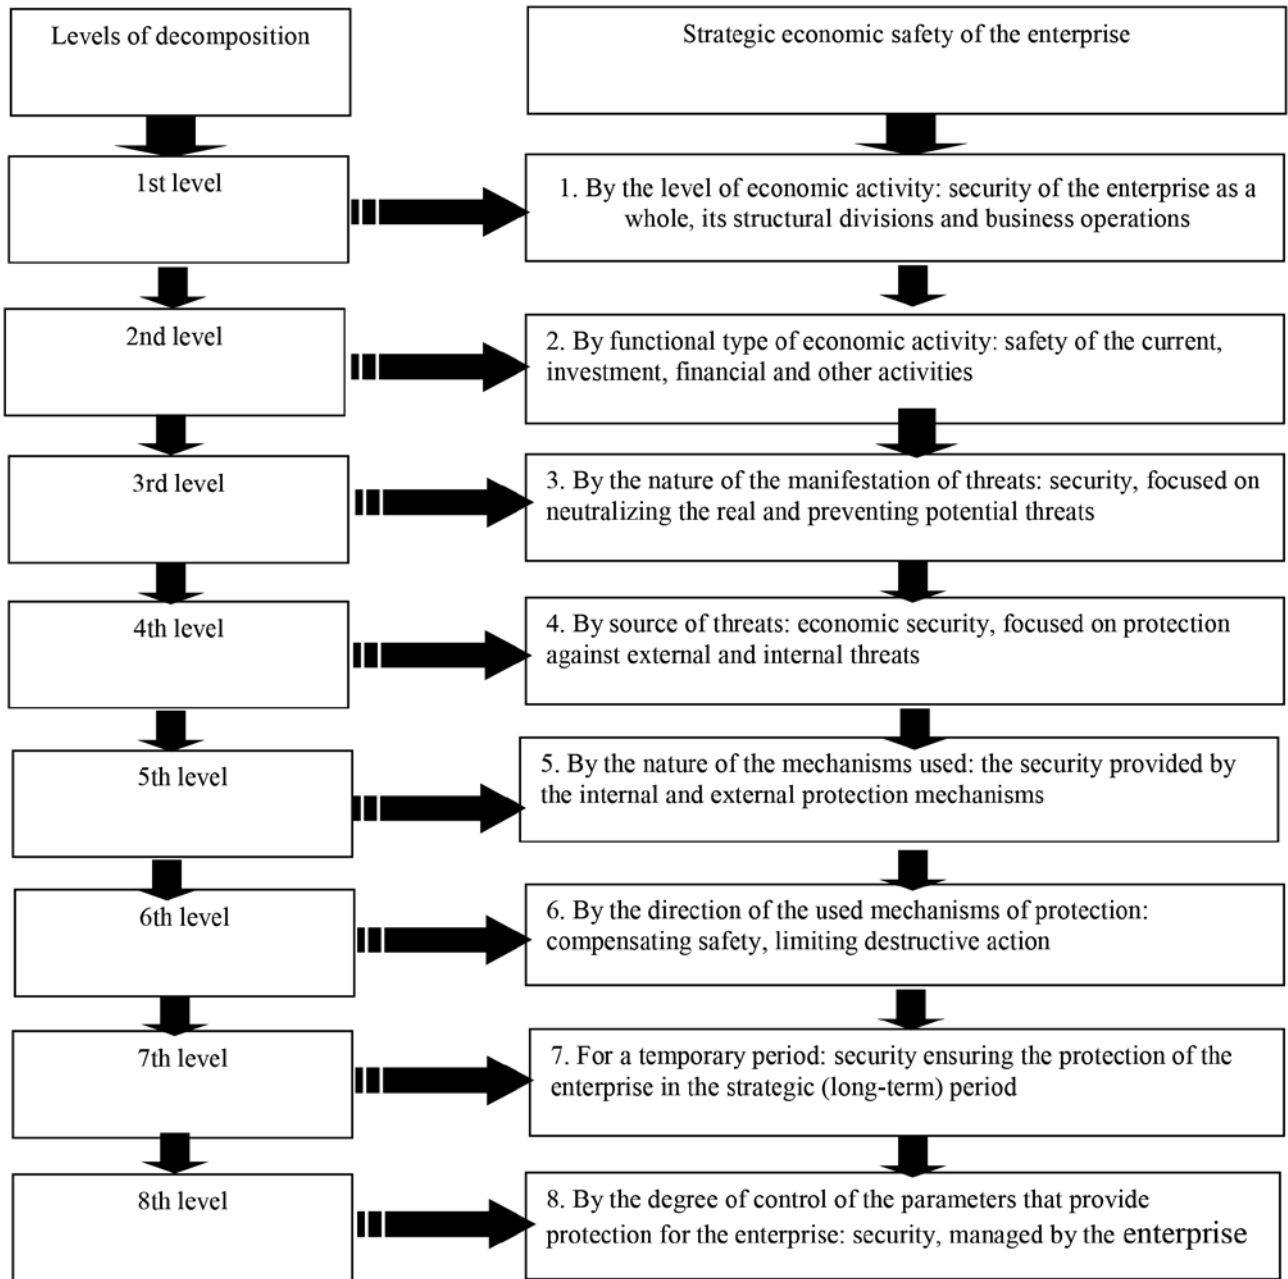 Levels of decomposition
Strategic economic safety of the enterprise
1st level
1. By the level of economic activity: security of the enterprise as a
whole, its structural divisions and business operations
2nd level
2. By functional type of economic activity: safety of the current,
investment, financial and other activities
3rd level
3. By the nature of the manifestation of threats: security, focused on
neutralizing the real and preventing potential threats
4th level
4. By source of threats: economic security, focused on protection
against external and internal threats
5th level
5. By the nature of the mechanisms used: the security provided by
the internal and external protection mechanisms
6th level
6. By the direction of the used mechanisms of protection:
compensating safety, limiting destructive action
7th level
7. For a temporary period: security ensuring the protection of the
enterprise in the strategic (long-term) period
8th level
8. By the degree of control of the parameters that provide
protection for the enterprise: security, managed by the enterprise